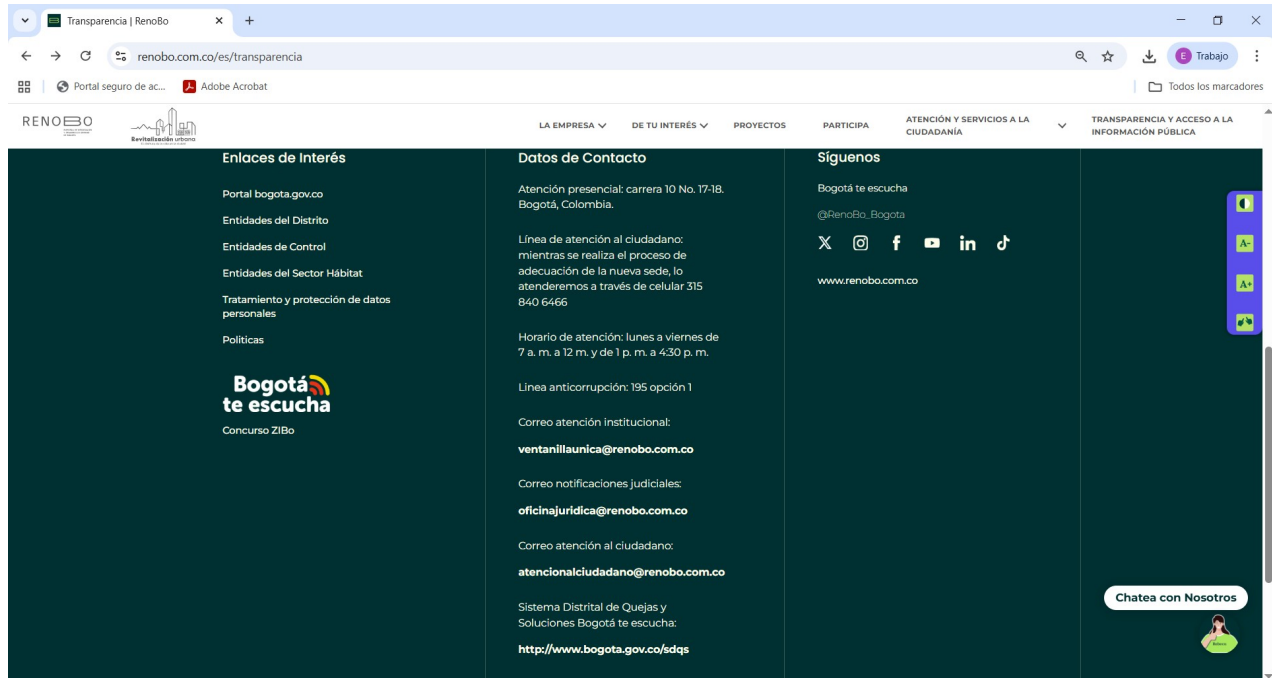 Transparencia | RenoBo
renobo.com.co/es/transparencia
E Trabajo
Portal seguro de ac...
Adobe Acrobat
Todos los marcadores
RENOBO
Revitalización urbana
LA EMPRESA
DE TU INTERÉS
PROYECTOS
PARTICIPA
ATENCIÓN Y SERVICIOS A LA
CIUDADANÍA
TRANSPARENCIA Y ACCESO A LA
INFORMACIÓN PÚBLICA
Enlaces de Interés
Portal bogota.gov.co
Entidades del Distrito
Entidades de Control
Entidades del Sector Hábitat
Tratamiento y protección de datos
personales
Politicas
Bogotá
te escucha
Concurso ZIBo
Datos de Contacto
Atención presencial: carrera 10 No. 17-18.
Bogotá, Colombia.
Línea de atención al ciudadano:
mientras se realiza el proceso de
adecuación de la nueva sede, lo
atenderemos a través de celular 315
840 6466
Horario de atención: lunes a viernes de
7 a. m. a 12 m. y de 1 p. m. a 4:30 p. m.
Linea anticorrupción: 195 opción 1
Correo atención institucional:
ventanillaunica@renobo.com.co
Correo notificaciones judiciales:
oficinajuridica@renobo.com.co
Correo atención al ciudadano:
atencionalciudadano@renobo.com.co
Sistema Distrital de Quejas y
Soluciones Bogotá te escucha:
http://www.bogota.gov.co/sdqs
Síguenos
Bogotá te escucha
@RenoBo_Bogota
www.renobo.com.co
A-
A+
Chatea con Nosotros